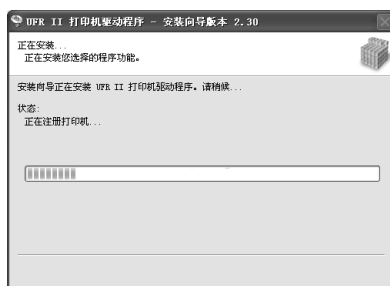 UFR II 打印机驱动程序 - 安装向导版本 2.30
正在安装...
正在安装您选择的程序功能。
安装向导正在安装 UFR II 打印机驱动程序。请稍候...
状态:
正在注册打印机...